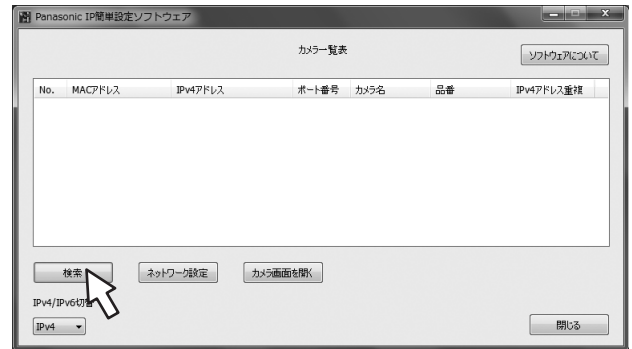 Panasonic IP簡単設定ソフトウェア
カメラ一覧表
ソフトウェアについて
No. MACアドレス IPv4アドレス ポート番号 カメラ名 品番 IPv4アドレス重複
検索 ネットワーク設定 カメラ画面を開く
IPv4/IPv6切替
IPv4 閉じる